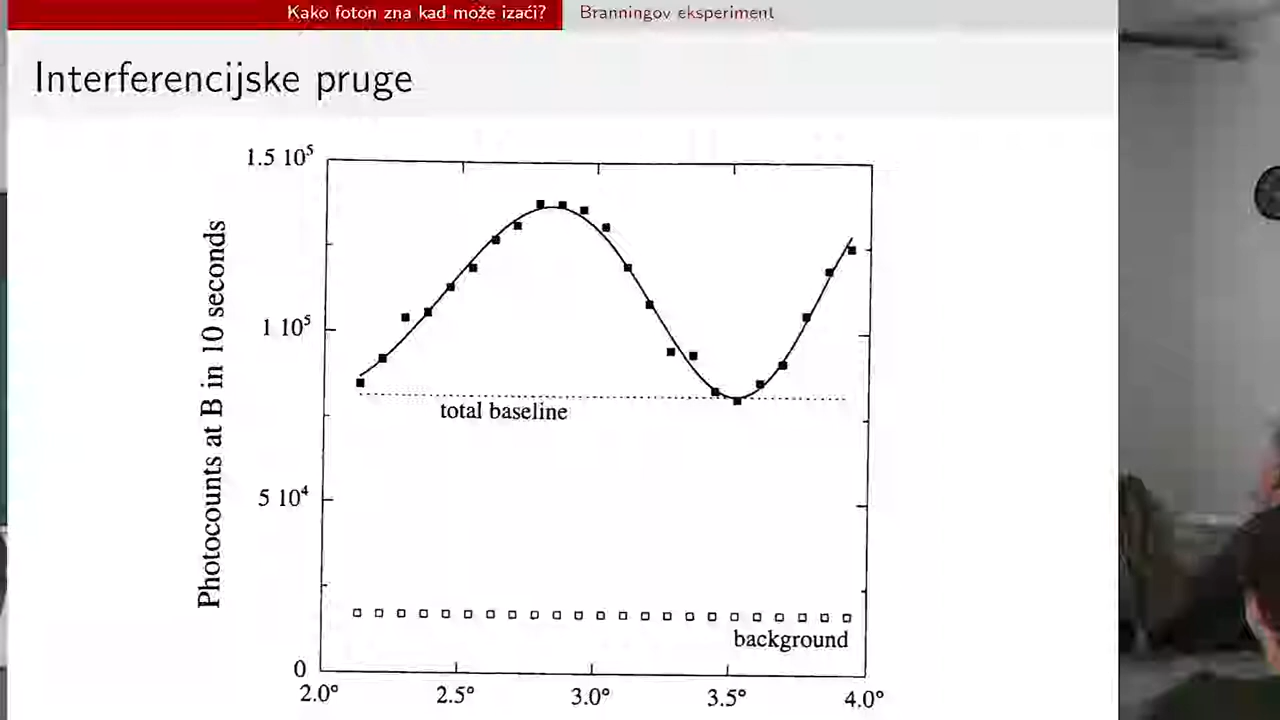 Kako foton zna kad može izaći?
Branningov eksperiment
Interferencijske pruge
1.5 10⁵
1 10⁵
5 10⁴
0
Photocounts at B in 10 seconds
total baseline
background
2.0° 2.5° 3.0° 3.5° 4.0°